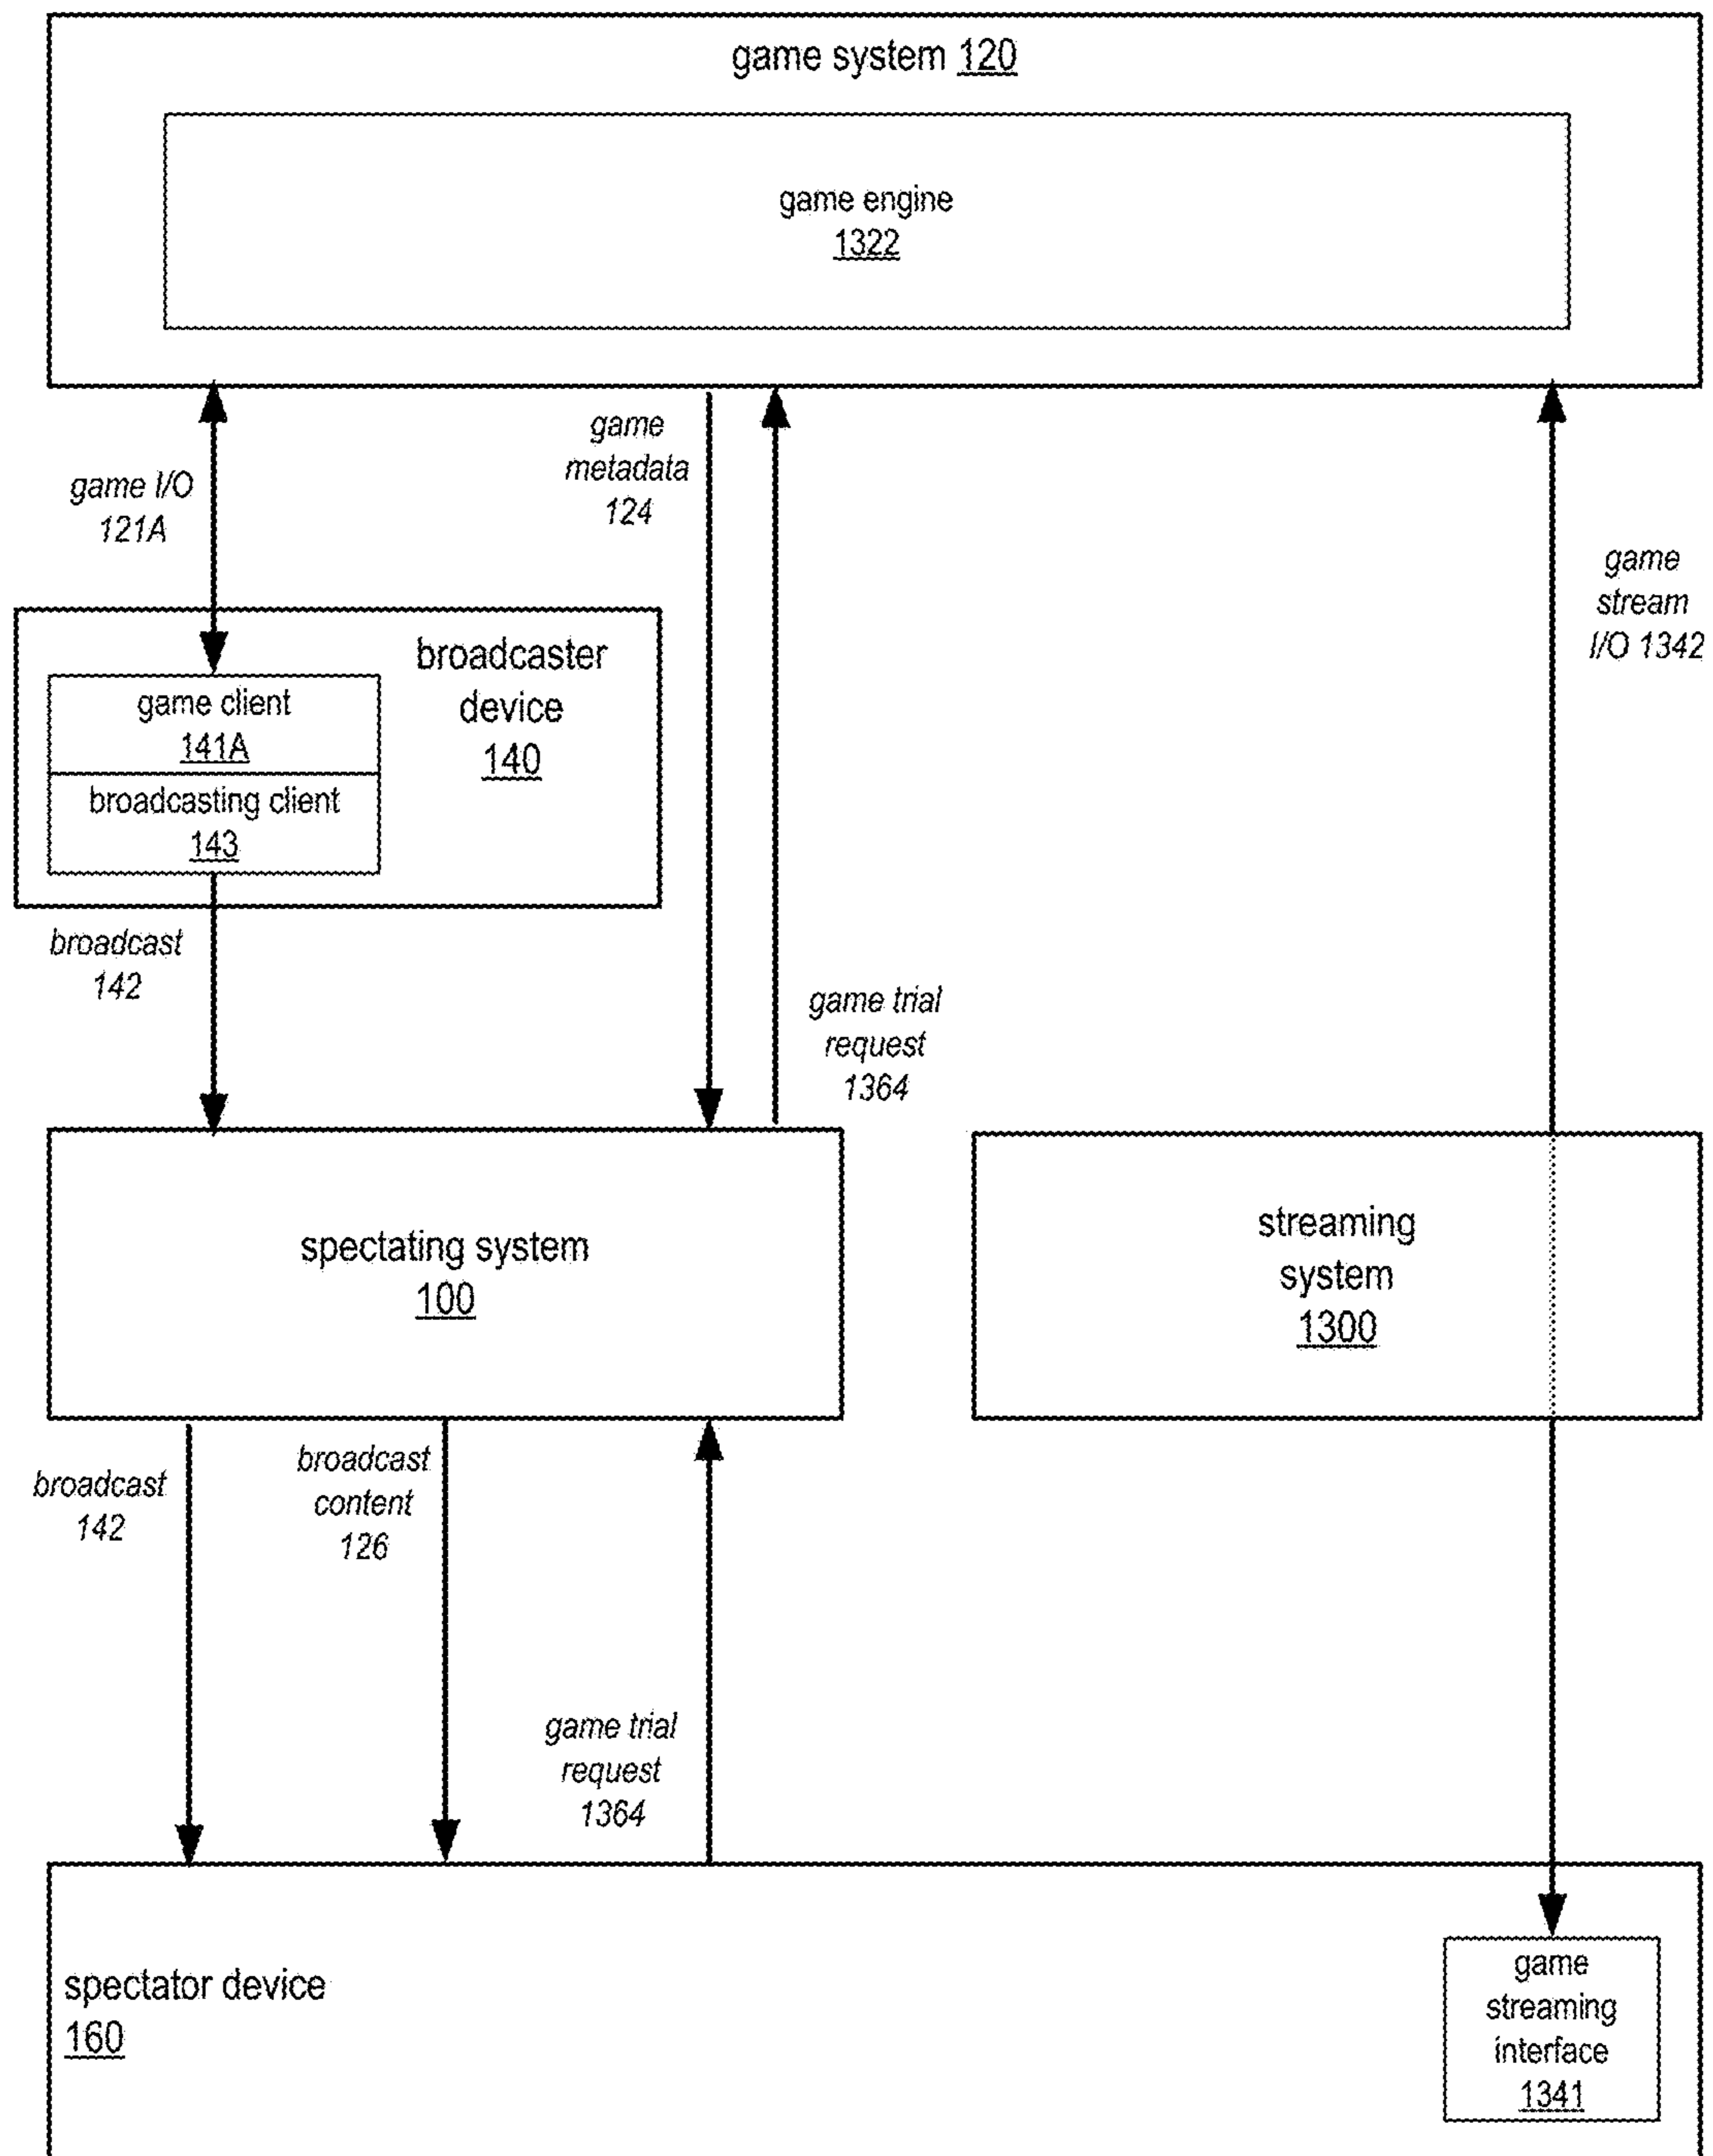 game system 120
game engine
1322
game I/O
121A
game
metadata
124
game
stream
I/O 1342
broadcaster
device
140
game client
141A
broadcasting client
143
broadcast
142
game trial
request
1364
spectating system
100
streaming
system
1300
broadcast
142
broadcast
content
126
game trial
request
1364
spectator device
160
game
streaming
interface
1341